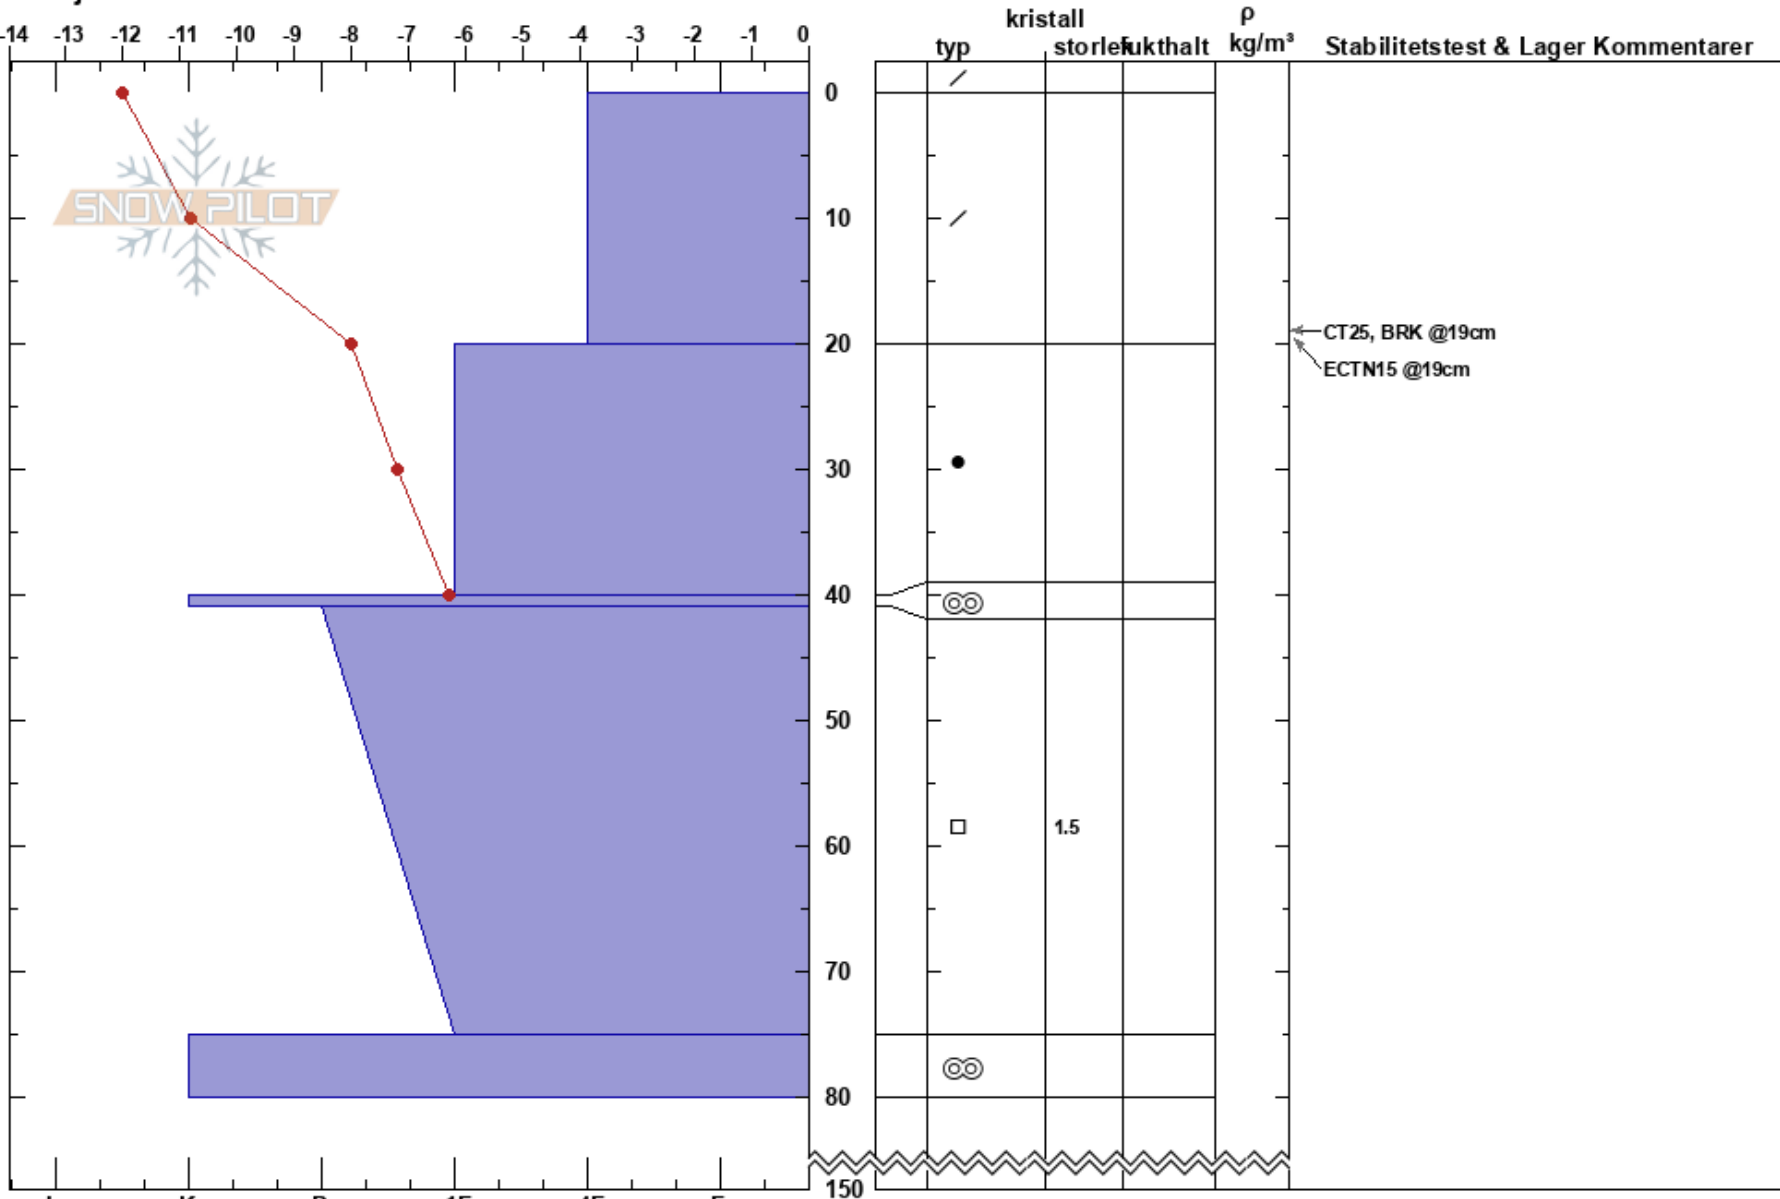 kristall ρ
-14 -13 -12 -11 -10 -9 -8 -7 -6 -5 -4 -3 -2 -1 0 typ storlek fukthalt kg/m³ Stabilitetstest & Lager Kommentarer
0
SNOW PILOT
10
CT25, BRK @19cm
20
ECTN15 @19cm
30
40
50
1.5
60
70
80
150
I K P 1F 4F F